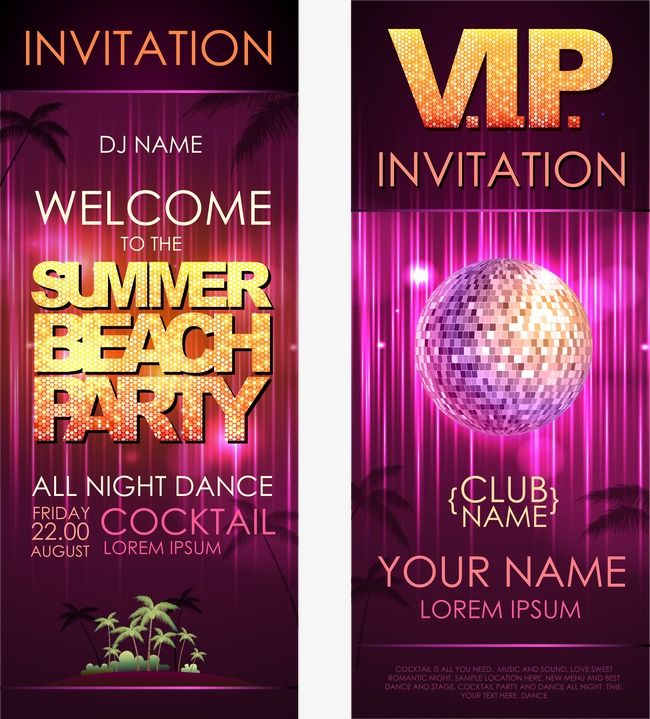 INVITATION
DJ NAME
WELCOME
TO THE
SUMMER
BEACH
PARTY
ALL NIGHT DANCE
FRIDAY
22.00
AUGUST
COCKTAIL
LOREM IPSUM
V.I.P.
INVITATION
{CLUB}
NAME
YOUR NAME
LOREM IPSUM
COCKTAIL IS ALL YOU NEED. MUSIC AND SOUND. LOVE SWEET
ROMANTIC NIGHT. SAMPLE TEXT HERE. NEW MENU AND BEST
DANCE AND STAGE. COCKTAIL PARTY AND DANCE ALL NIGHT. TIME.
YOUR TEXT HERE. DANCE